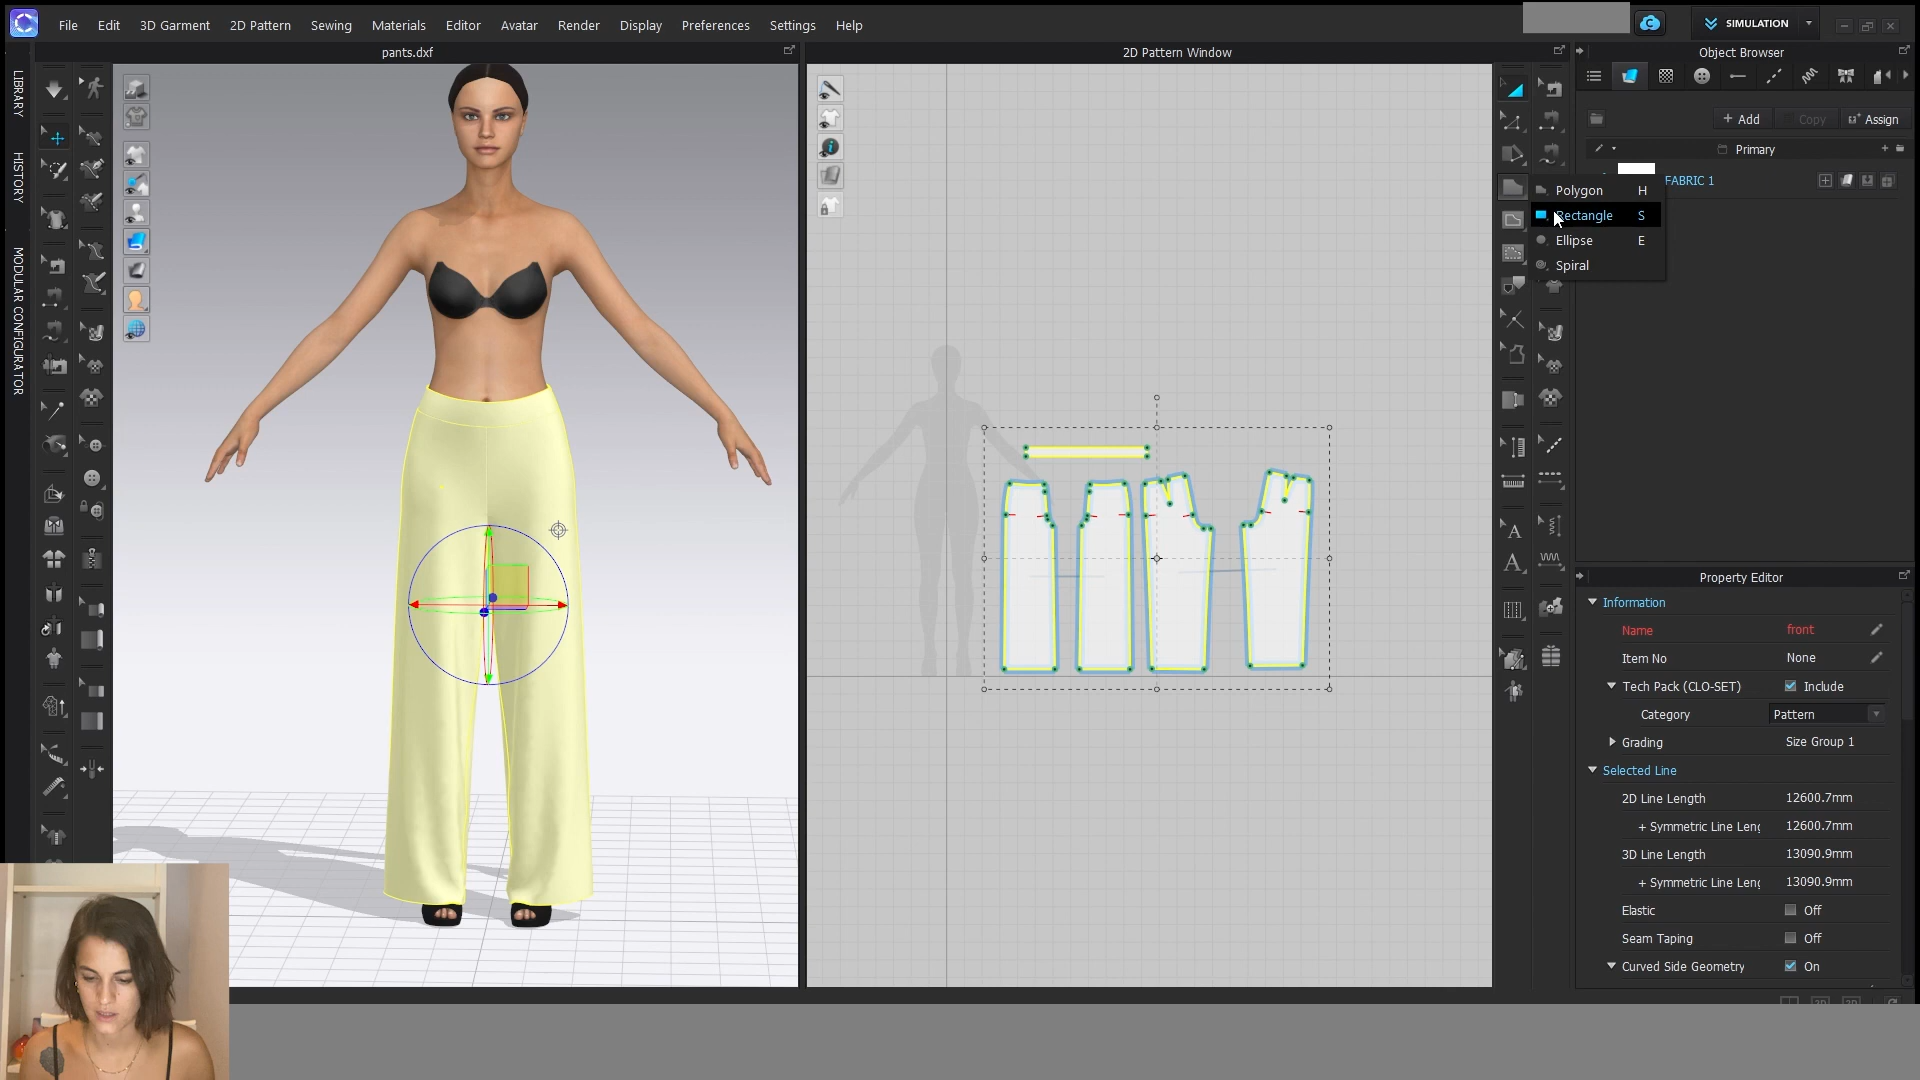 File Edit 3D Garment 2D Pattern Sewing Materials Editor Avatar Render Display Preferences Settings Help
SIMULATION
pants.dxf
2D Pattern Window
Object Browser
LIBRARY
HISTORY
MODULAR CONFIGURATOR
+ Add
Copy
Assign
Primary
FABRIC 1
Polygon H
Rectangle S
Ellipse E
Spiral
Property Editor
Information
Name front
Item No None
Tech Pack (CLO-SET) Include
Category Pattern
Grading Size Group 1
Selected Line
2D Line Length 12600.7mm
+ Symmetric Line Leng 12600.7mm
3D Line Length 13090.9mm
+ Symmetric Line Leng 13090.9mm
Elastic Off
Seam Taping Off
Curved Side Geometry On